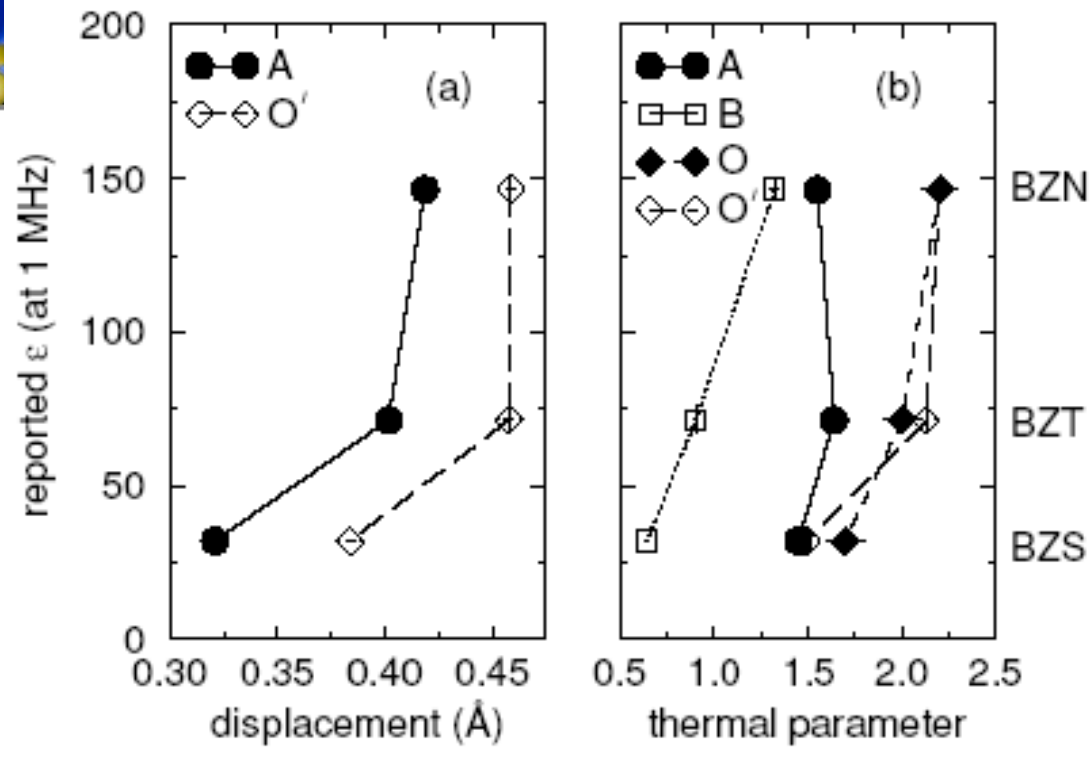 200
150
100
50
0
reported ε (at 1 MHz)
A
O′
(a)
0.30 0.35 0.40 0.45
displacement (Å)
A
B
O
O′
(b)
0.5 1.0 1.5 2.0 2.5
thermal parameter
BZN
BZT
BZS